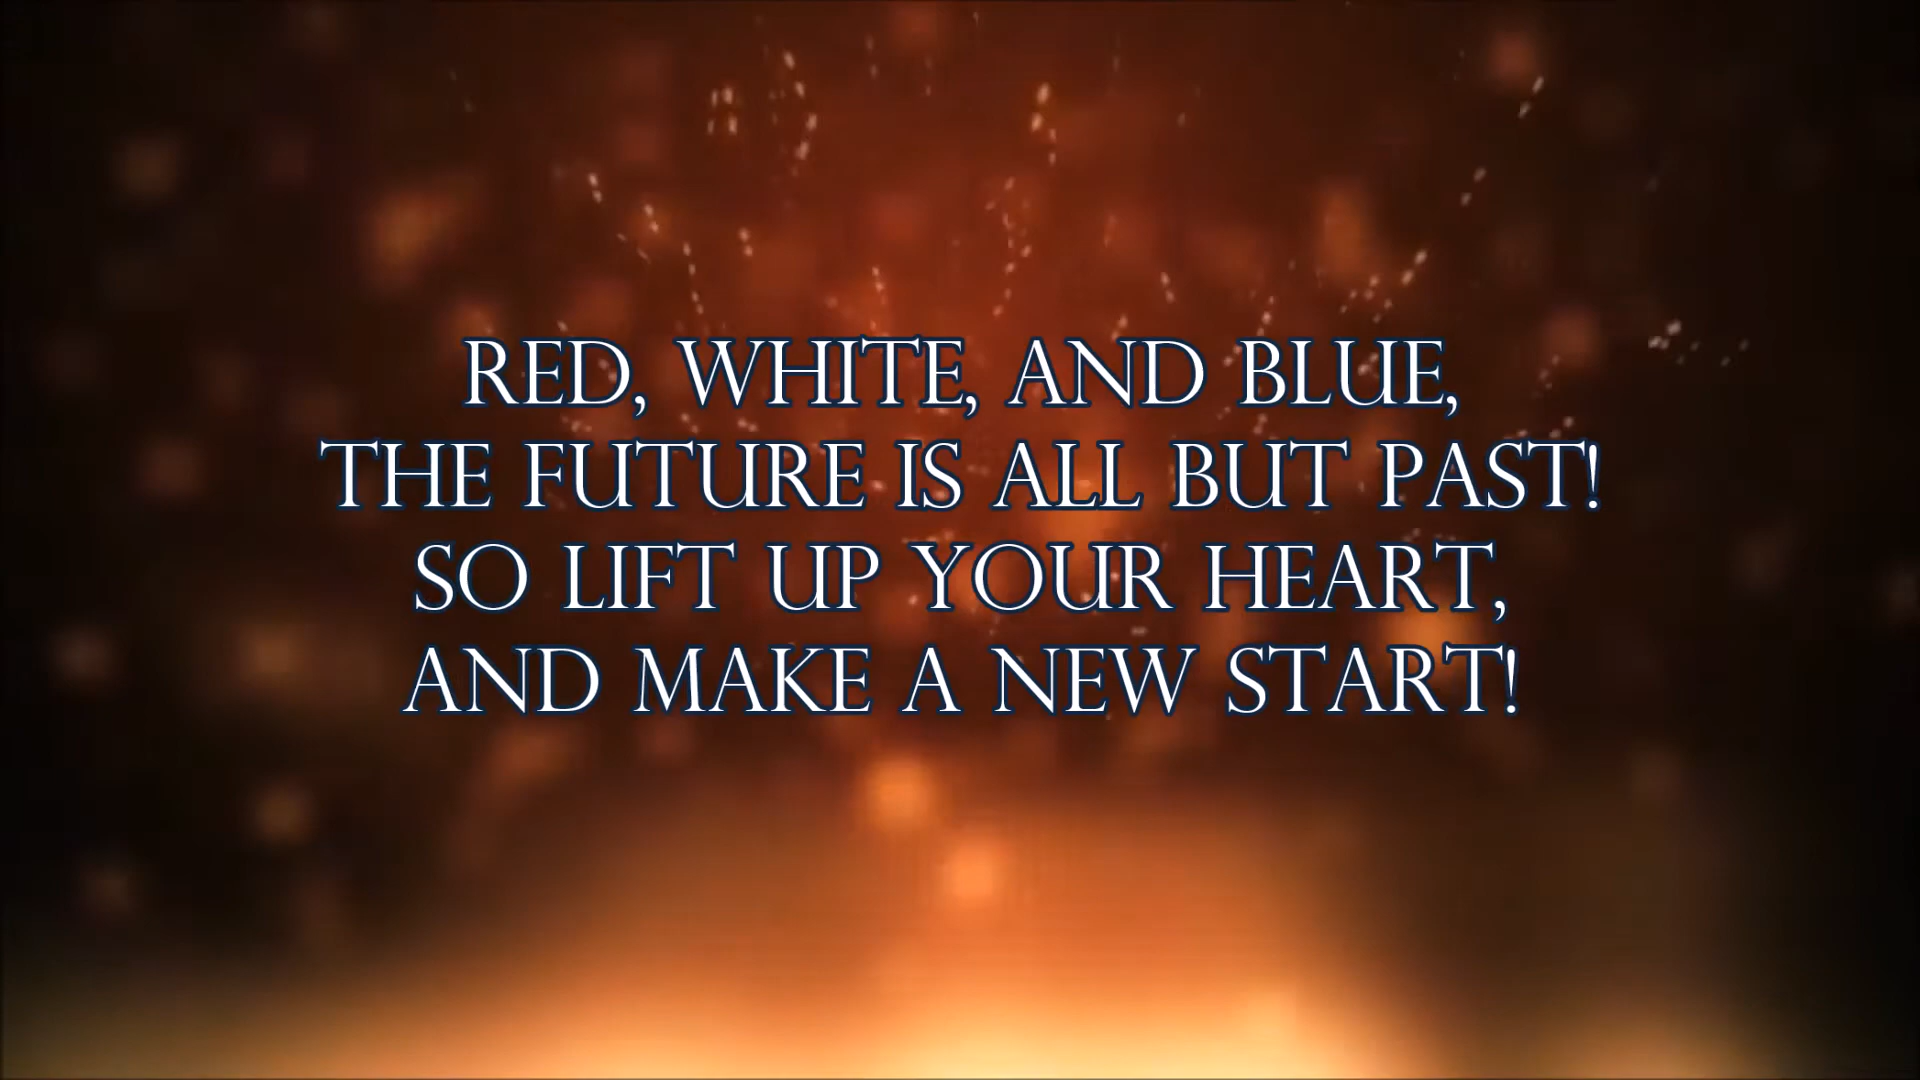 RED, WHITE, AND BLUE,
THE FUTURE IS ALL BUT PAST!
SO LIFT UP YOUR HEART,
AND MAKE A NEW START!